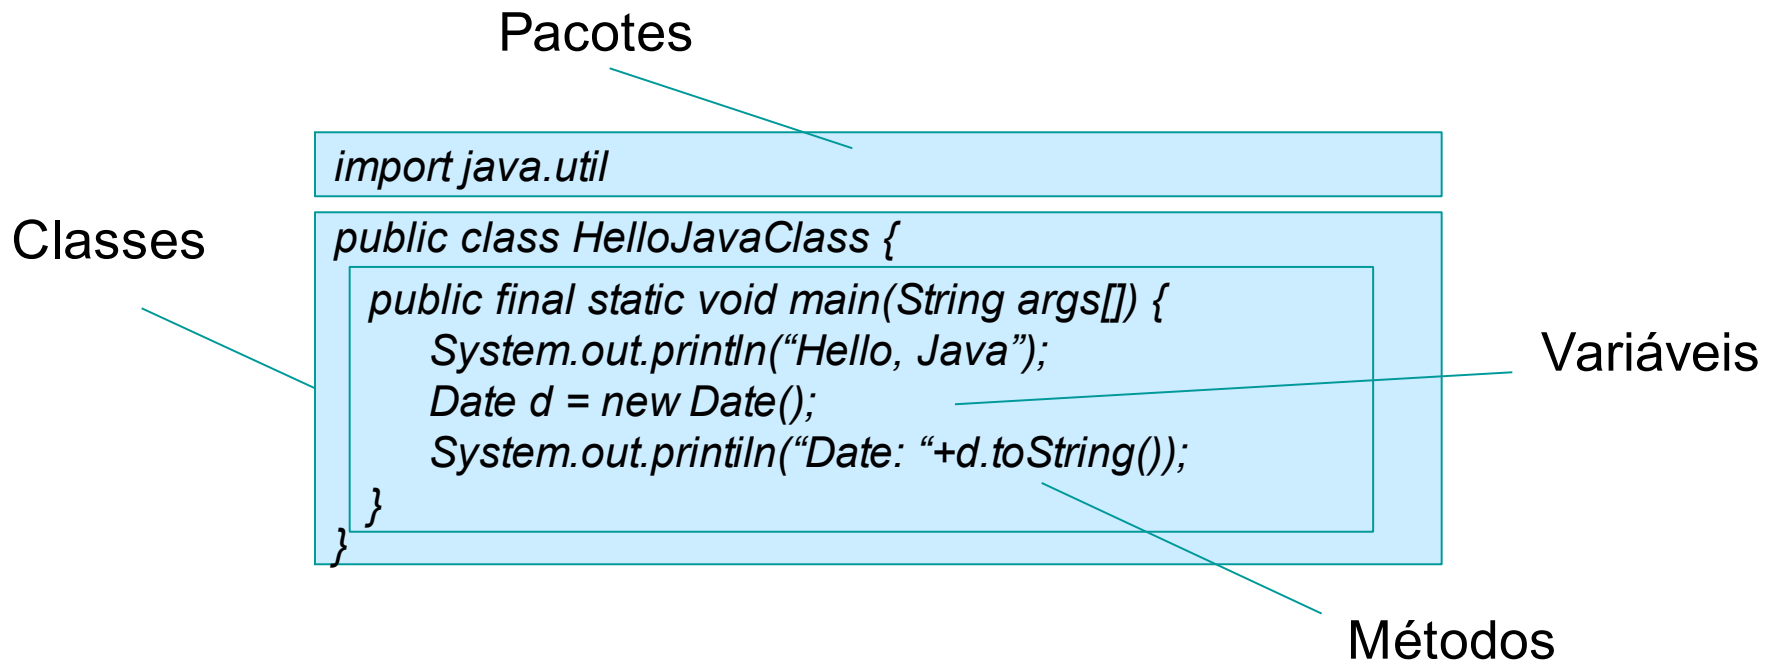 Pacotes
import java.util
Classes
public class HelloJavaClass {
public final static void main(String args[]) {
System.out.println(“Hello, Java”);
Variáveis
Date d = new Date();
System.out.printiln(“Date: “+d.toString());
}
}
Métodos